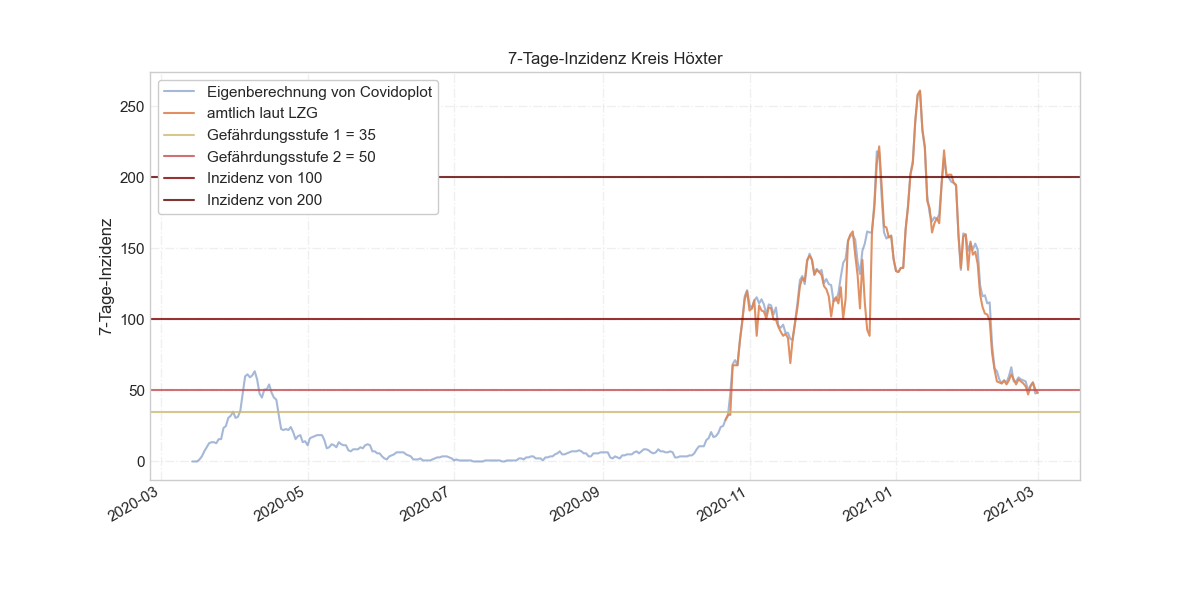 7-Tage-Inzidenz Kreis Höxter
Eigenberechnung von Covidoplot
amtlich laut LZG
Gefährdungsstufe 1 = 35
Gefährdungsstufe 2 = 50
Inzidenz von 100
Inzidenz von 200
7-Tage-Inzidenz
250
200
150
100
50
0
2020-03
2020-05
2020-07
2020-09
2020-11
2021-01
2021-03